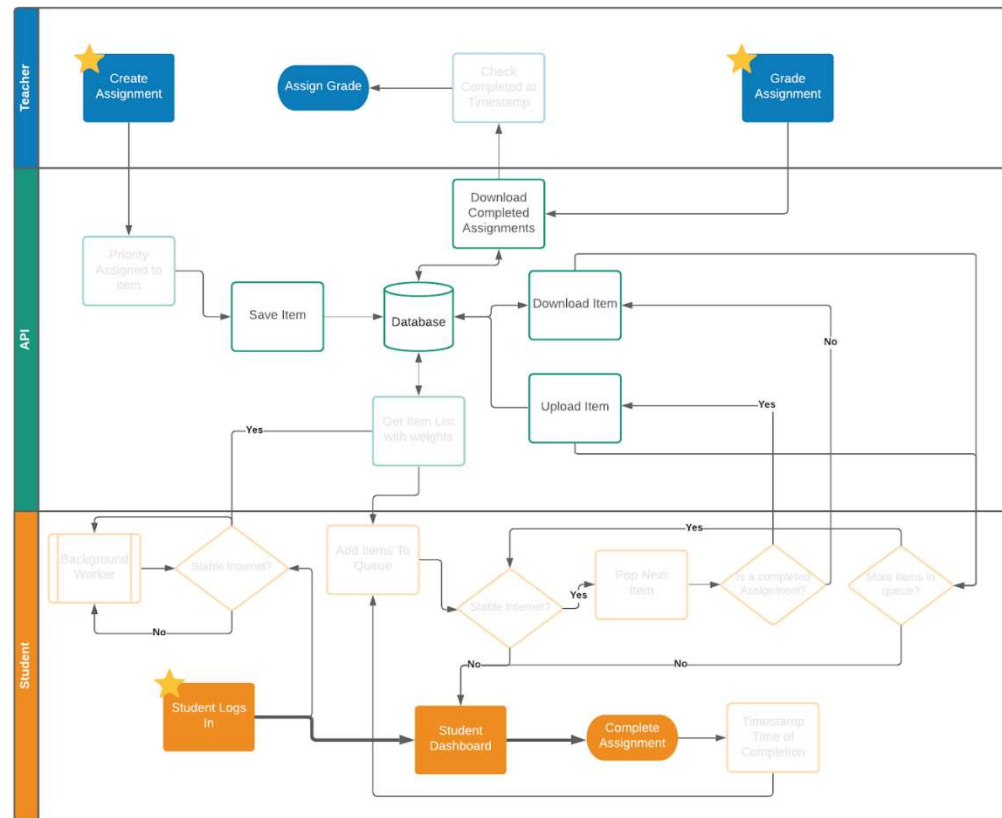 Teacher
Create
Assignment
Assign Grade
Check
Completed at
Timestamp
Grade
Assignment
API
Download
Completed
Assignments
Priority
Assigned to
item
Save Item
Database
Download Item
No
Upload Item
Yes
Get Item List
with weights
Yes
Student
Background
Worker
Stable Internet?
No
Add Items To
Queue
Stable Internet?
Yes
Pop Next
Item
Is a completed
Assignment?
More items in
queue?
Yes
No
No
Student Logs
In
Student
Dashboard
Complete
Assignment
Timestamp
Time of
Completion